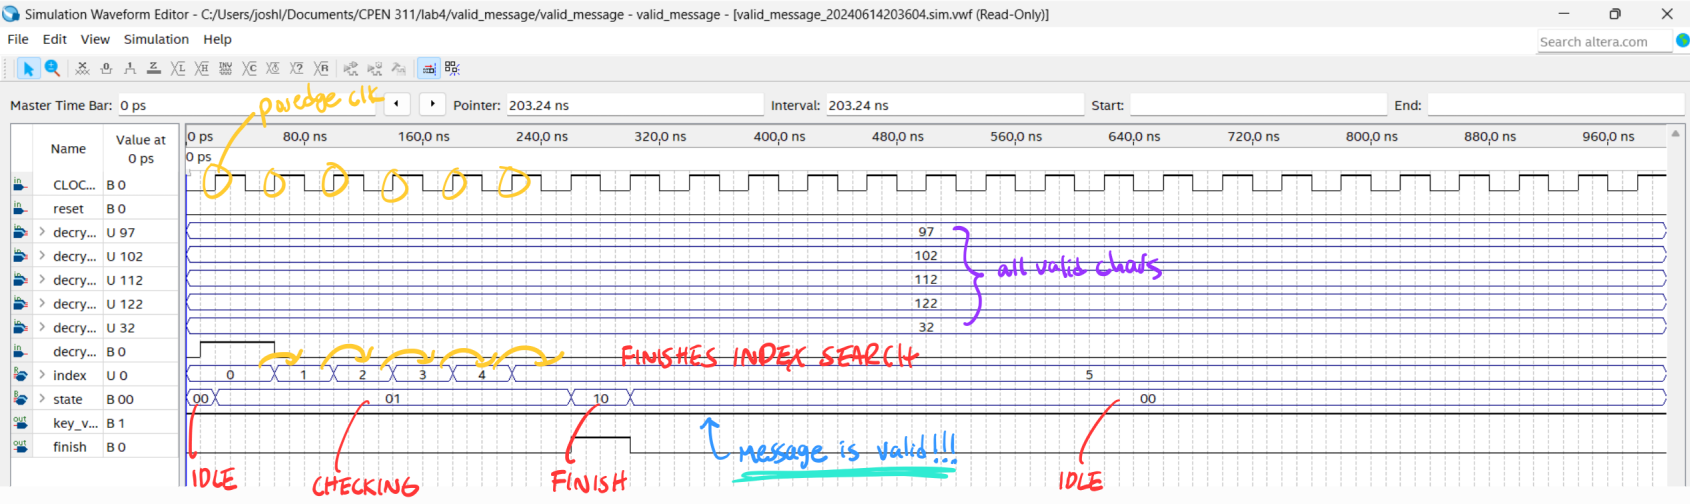 Simulation Waveform Editor - C:/Users/joshl/Documents/CPEN 311/lab4/valid_message/valid_message - valid_message - [valid_message_20240614203604.sim.vwf (Read-Only)]
File Edit View Simulation Help
Search altera.com
Master Time Bar: 0 ps Pointer: 203.24 ns Interval: 203.24 ns Start: End:
posedge clk
Name Value at 0 ps
0 ps 80.0 ns 160.0 ns 240.0 ns 320.0 ns 400.0 ns 480.0 ns 560.0 ns 640.0 ns 720.0 ns 800.0 ns 880.0 ns 960.0 ns
0 ps
CLOC... B 0
reset B 0
decry... U 97 97
decry... U 102 102
all valid chars
decry... U 112 112
decry... U 122 122
decry... U 32 32
decry... B 0
FINISHES INDEX SEARCH
index U 0 0 1 2 3 4 5
state B 00 00 01 10 00
key_v... B 1
finish B 0
message is valid!!!
IDLE CHECKING FINISH IDLE